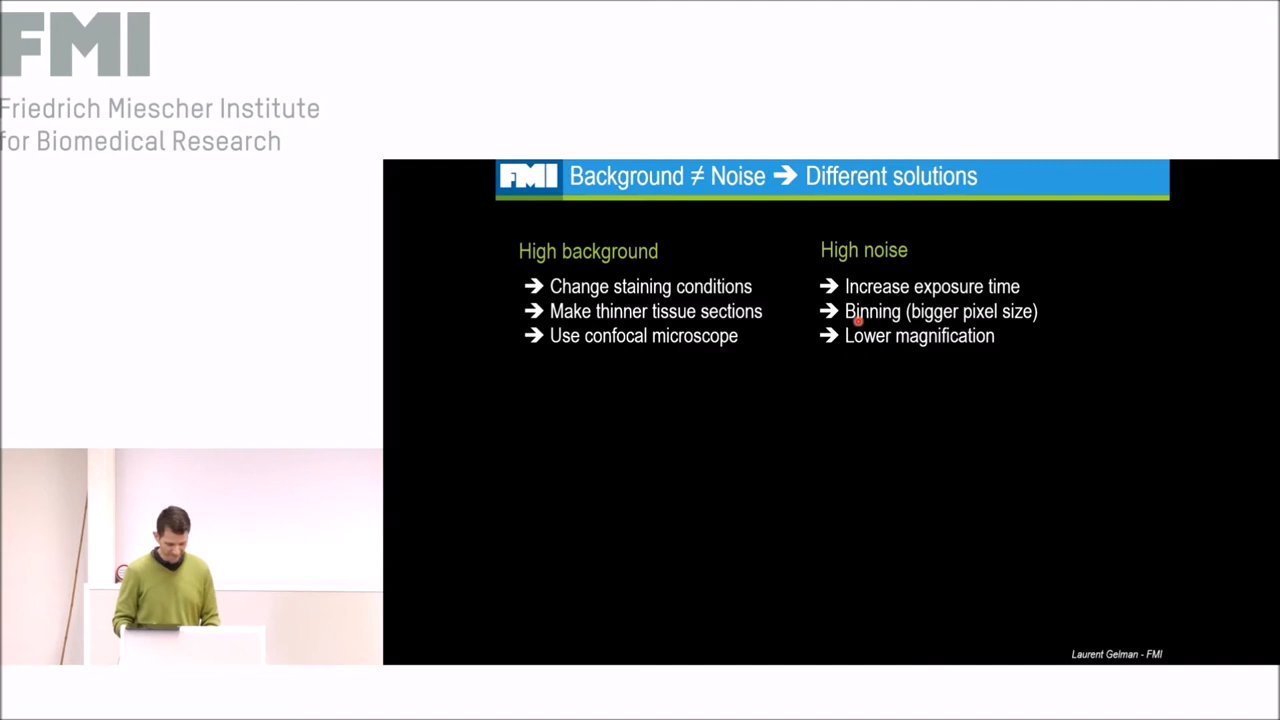 FMI
Friedrich Miescher Institute
for Biomedical Research
FMI Background ≠ Noise ➔ Different solutions
High background
➔ Change staining conditions
➔ Make thinner tissue sections
➔ Use confocal microscope
High noise
➔ Increase exposure time
➔ Binning (bigger pixel size)
➔ Lower magnification
Laurent Gelman - FMI